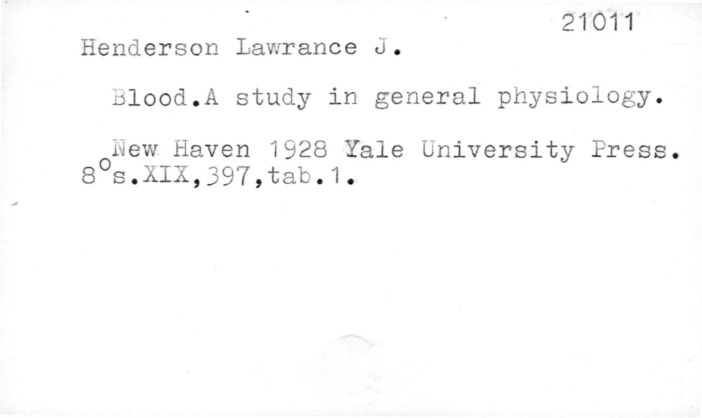 21011
Henderson Lawrance J.
Blood.A study in general physiology.
New Haven 1928 Yale University Press.
8°s.XIX,397,tab.1.